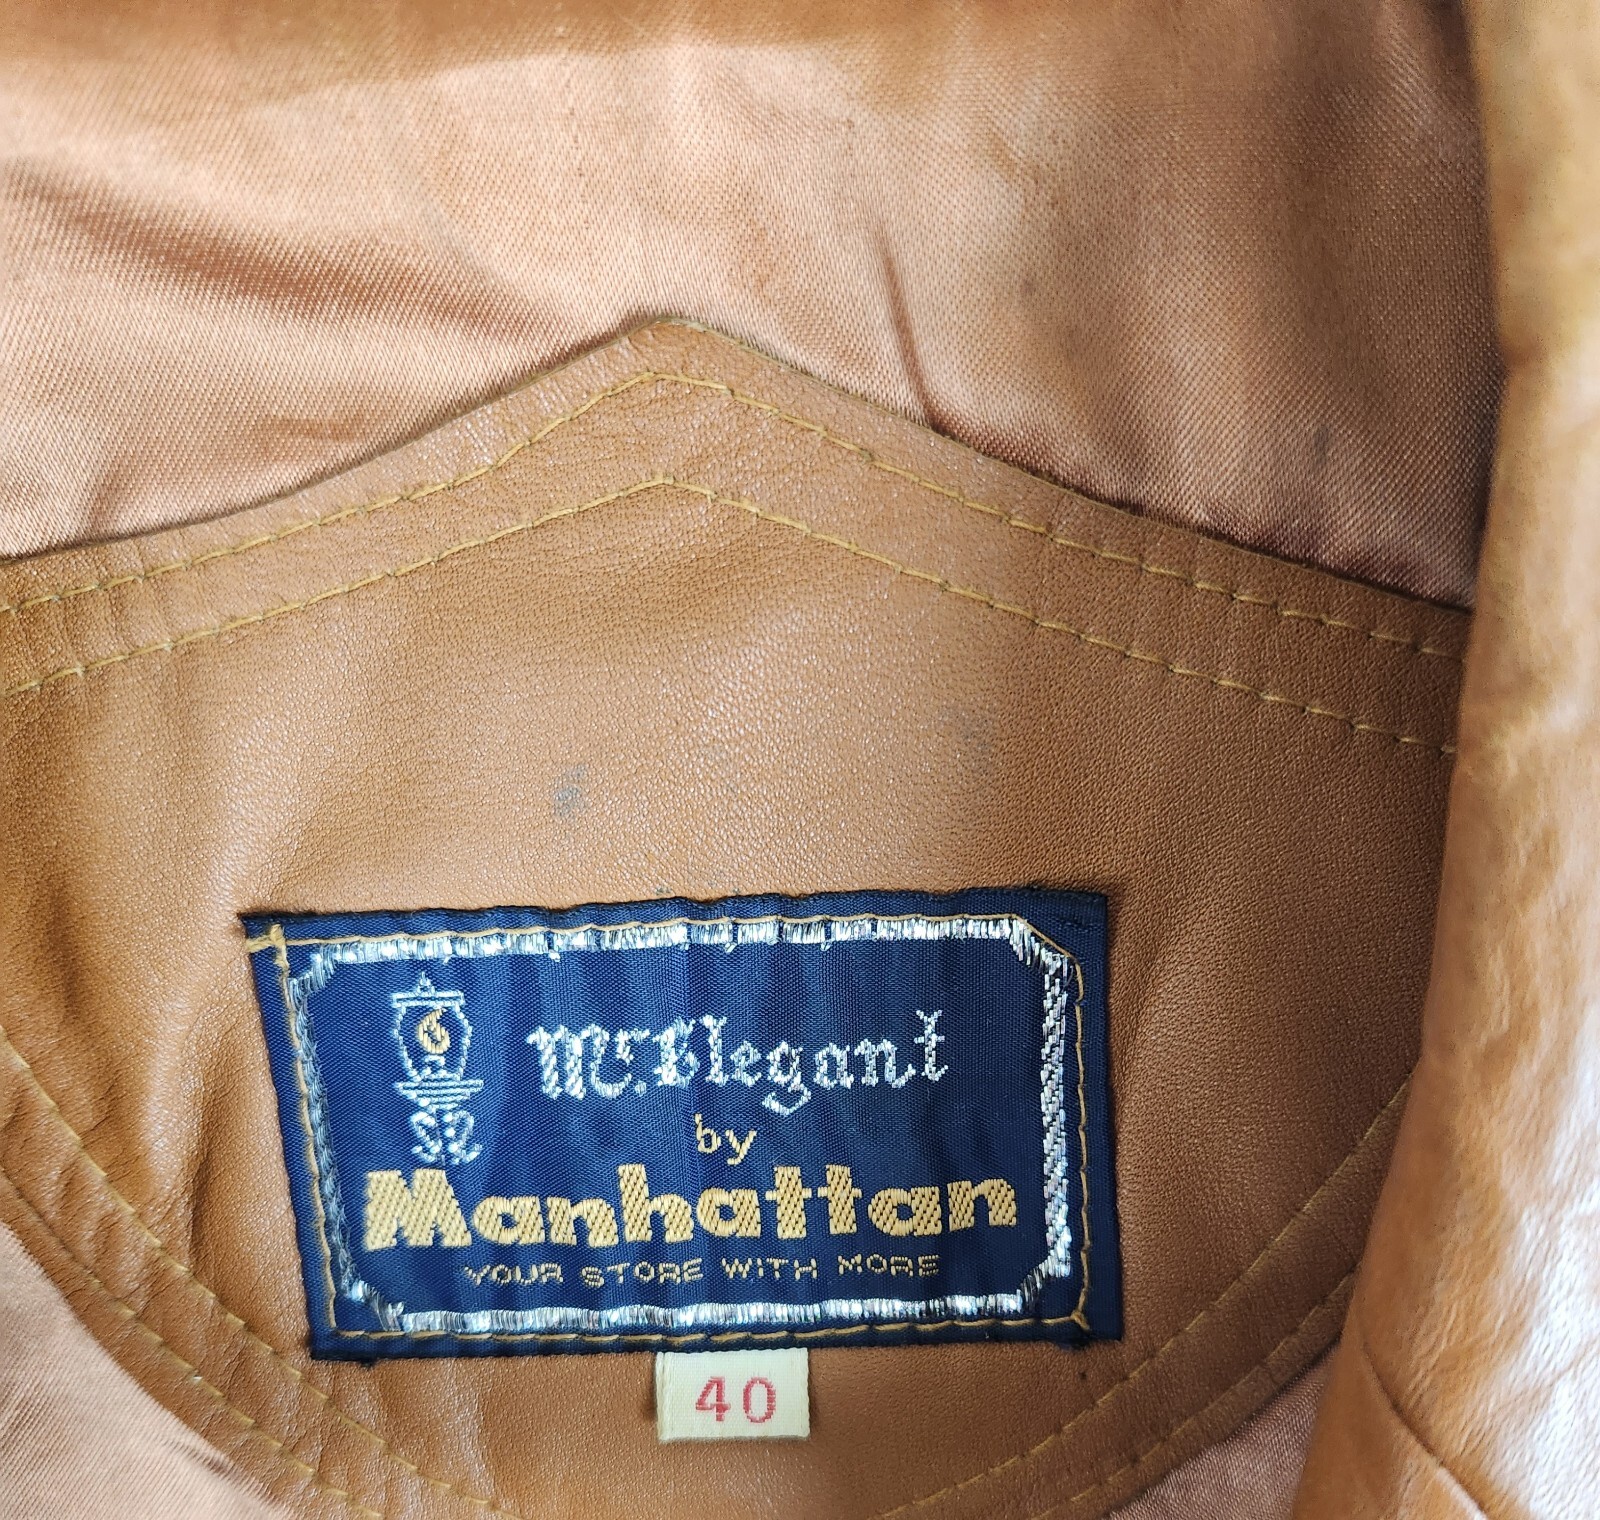 Mr. Elegant
by
Manhattan
YOUR STORE WITH MORE
40